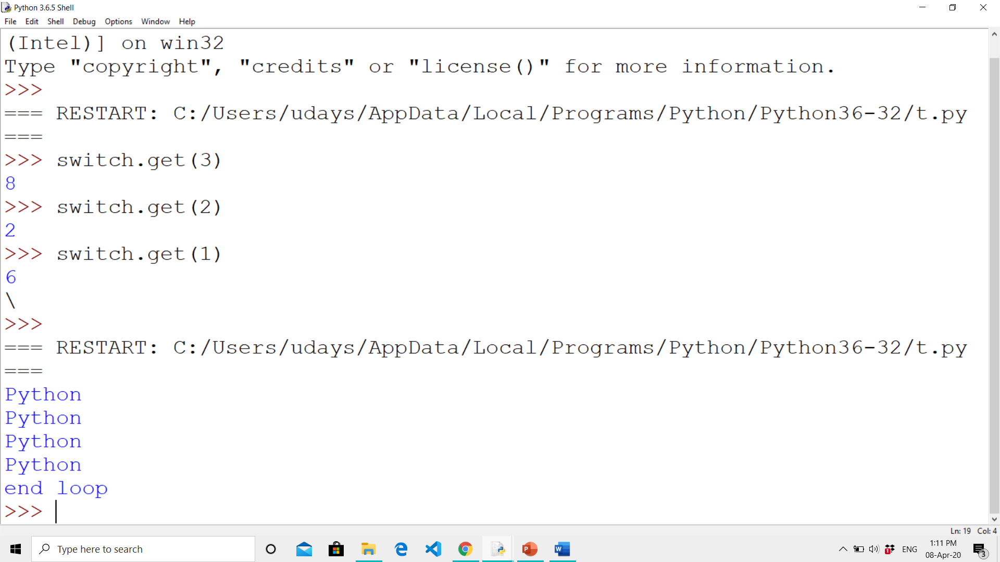 Python 3.6.5 Shell
File Edit Shell Debug Options Window Help
(Intel)] on win32
Type "copyright", "credits" or "license()" for more information.
>>>
=== RESTART: C:/Users/udays/AppData/Local/Programs/Python/Python36-32/t.py
===
>>> switch.get(3)
8
>>> switch.get(2)
2
>>> switch.get(1)
6
\
>>>
=== RESTART: C:/Users/udays/AppData/Local/Programs/Python/Python36-32/t.py
===
Python
Python
Python
Python
end loop
>>>
Ln: 19 Col: 4
Type here to search
P
W
1
ENG
1:11 PM
08-Apr-20
3